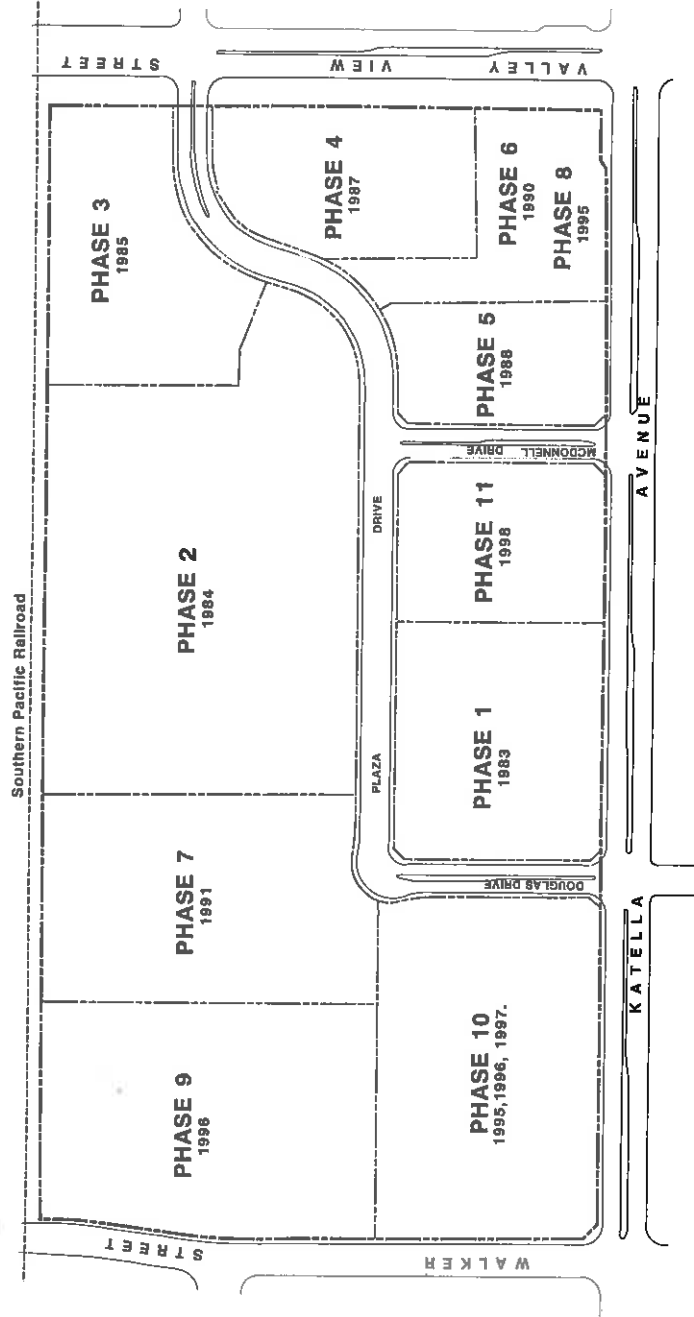 Southern Pacific Railroad
STREET
VALLEY VIEW
STREET
WALKER
PHASE 9
1996
PHASE 7
1991
PHASE 2
1984
PHASE 3
1985
PHASE 4
1987
PHASE 6
1990
PHASE 8
1995
PHASE 5
1988
PHASE 11
1998
PHASE 1
1983
PHASE 10
1995,1996, 1997.
PLAZA
DRIVE
DOUGLAS DRIVE
MCDONNELL
DRIVE
KATELLA
AVENUE